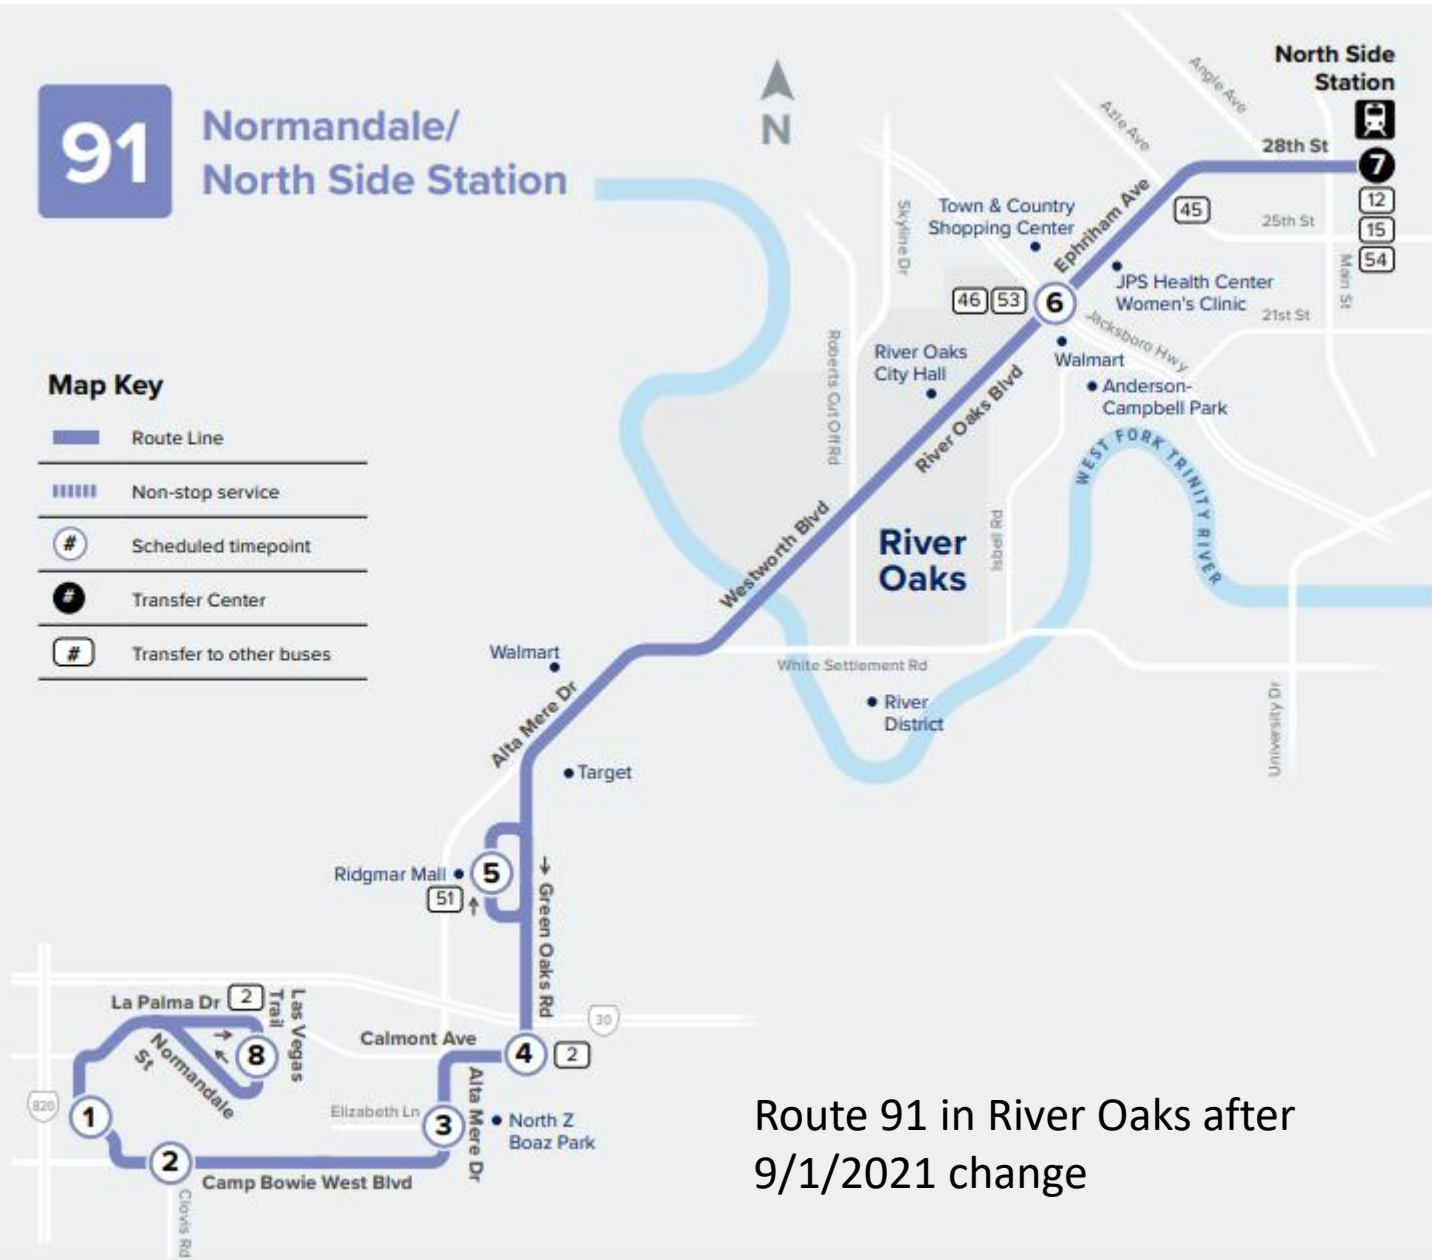 91
Normandale/
North Side Station
N
North Side
Station
Angle Ave
Azle Ave
28th St
7
12
15
54
45
25th St
Main St
21st St
Skyline Dr
Town & Country
Shopping Center
Ephriham Ave
JPS Health Center
Women's Clinic
46
53
6
Jacksboro Hwy
Walmart
Anderson-
Campbell Park
River Oaks
City Hall
River Oaks Blvd
Roberts Cut Off Rd
WEST FORK TRINITY RIVER
Map Key
Route Line
Non-stop service
# Scheduled timepoint
# Transfer Center
# Transfer to other buses
Westworth Blvd
River
Oaks
Isbell Rd
Walmart
White Settlement Rd
River
District
University Dr
Alta Mere Dr
Target
Ridgmar Mall
5
51
Green Oaks Rd
La Palma Dr
2
Las Vegas
Trail
30
Calmont Ave
4
2
Normandale
St
8
820
1
Elizabeth Ln
3
Alta Mere Dr
North Z
Boaz Park
2
Camp Bowie West Blvd
Clovis Rd
Route 91 in River Oaks after
9/1/2021 change